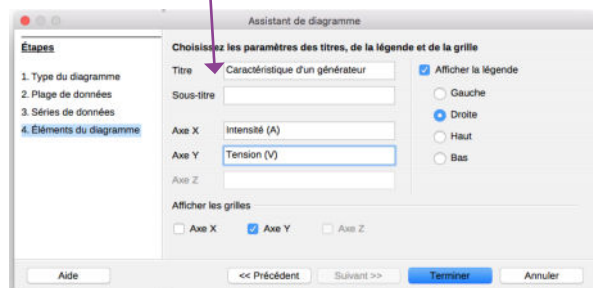 Assistant de diagramme
Étapes
1. Type du diagramme
2. Plage de données
3. Séries de données
4. Éléments du diagramme
Choisissez les paramètres des titres, de la légende et de la grille
Titre Caractéristique d'un générateur
Sous-titre
Axe X Intensité (A)
Axe Y Tension (V)
Axe Z
Afficher la légende
Gauche
Droite
Haut
Bas
Afficher les grilles
Axe X Axe Y Axe Z
Aide << Précédent Suivant >> Terminer Annuler